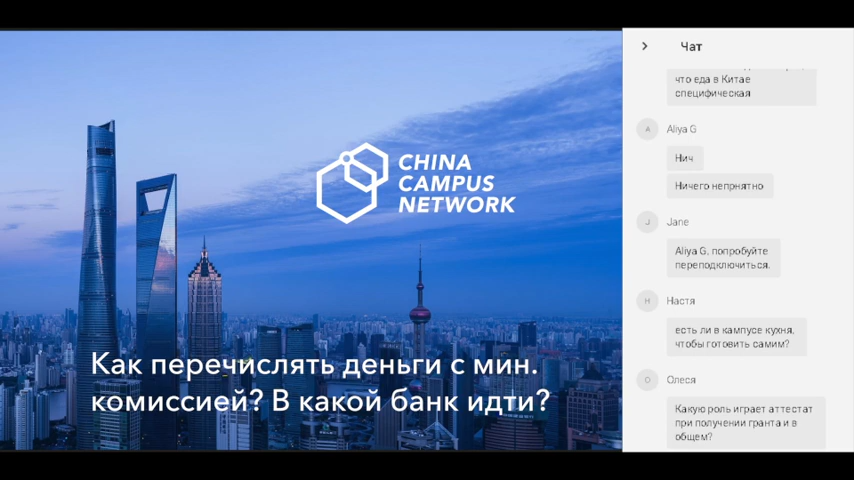 CHINA
CAMPUS
NETWORK
Как перечислять деньги с мин.
комиссией? В какой банк идти?
Чат
что еда в Китае
специфическая
A
Aliya G
Нич
Ничего непрнятно
J
Jane
Aliya G, попробуйте
переподключиться.
Н
Настя
есть ли в кампусе кухня,
чтобы готовить самим?
О
Олеся
Какую роль играет аттестат
при получении гранта и в
общем?